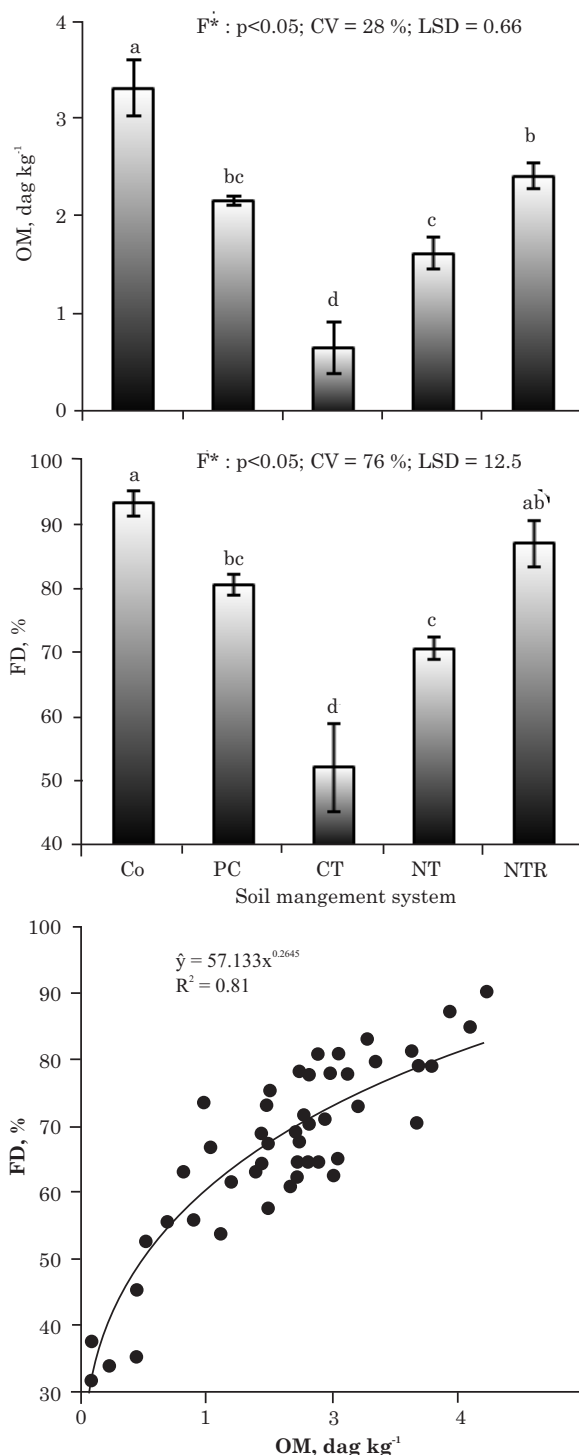 F* : p<0.05; CV = 28 %; LSD = 0.66
4
3
2
1
0
OM, dag kg⁻¹
a
bc
d
c
b
F* : p<0.05; CV = 76 %; LSD = 12.5
100
90
80
70
60
50
40
FD, %
a
bc
d
c
ab
Co PC CT NT NTR
Soil mangement system
100
90
80
70
60
50
40
30
FD, %
ŷ = 57.133x^0.2645
R² = 0.81
0 1 3 4
OM, dag kg⁻¹